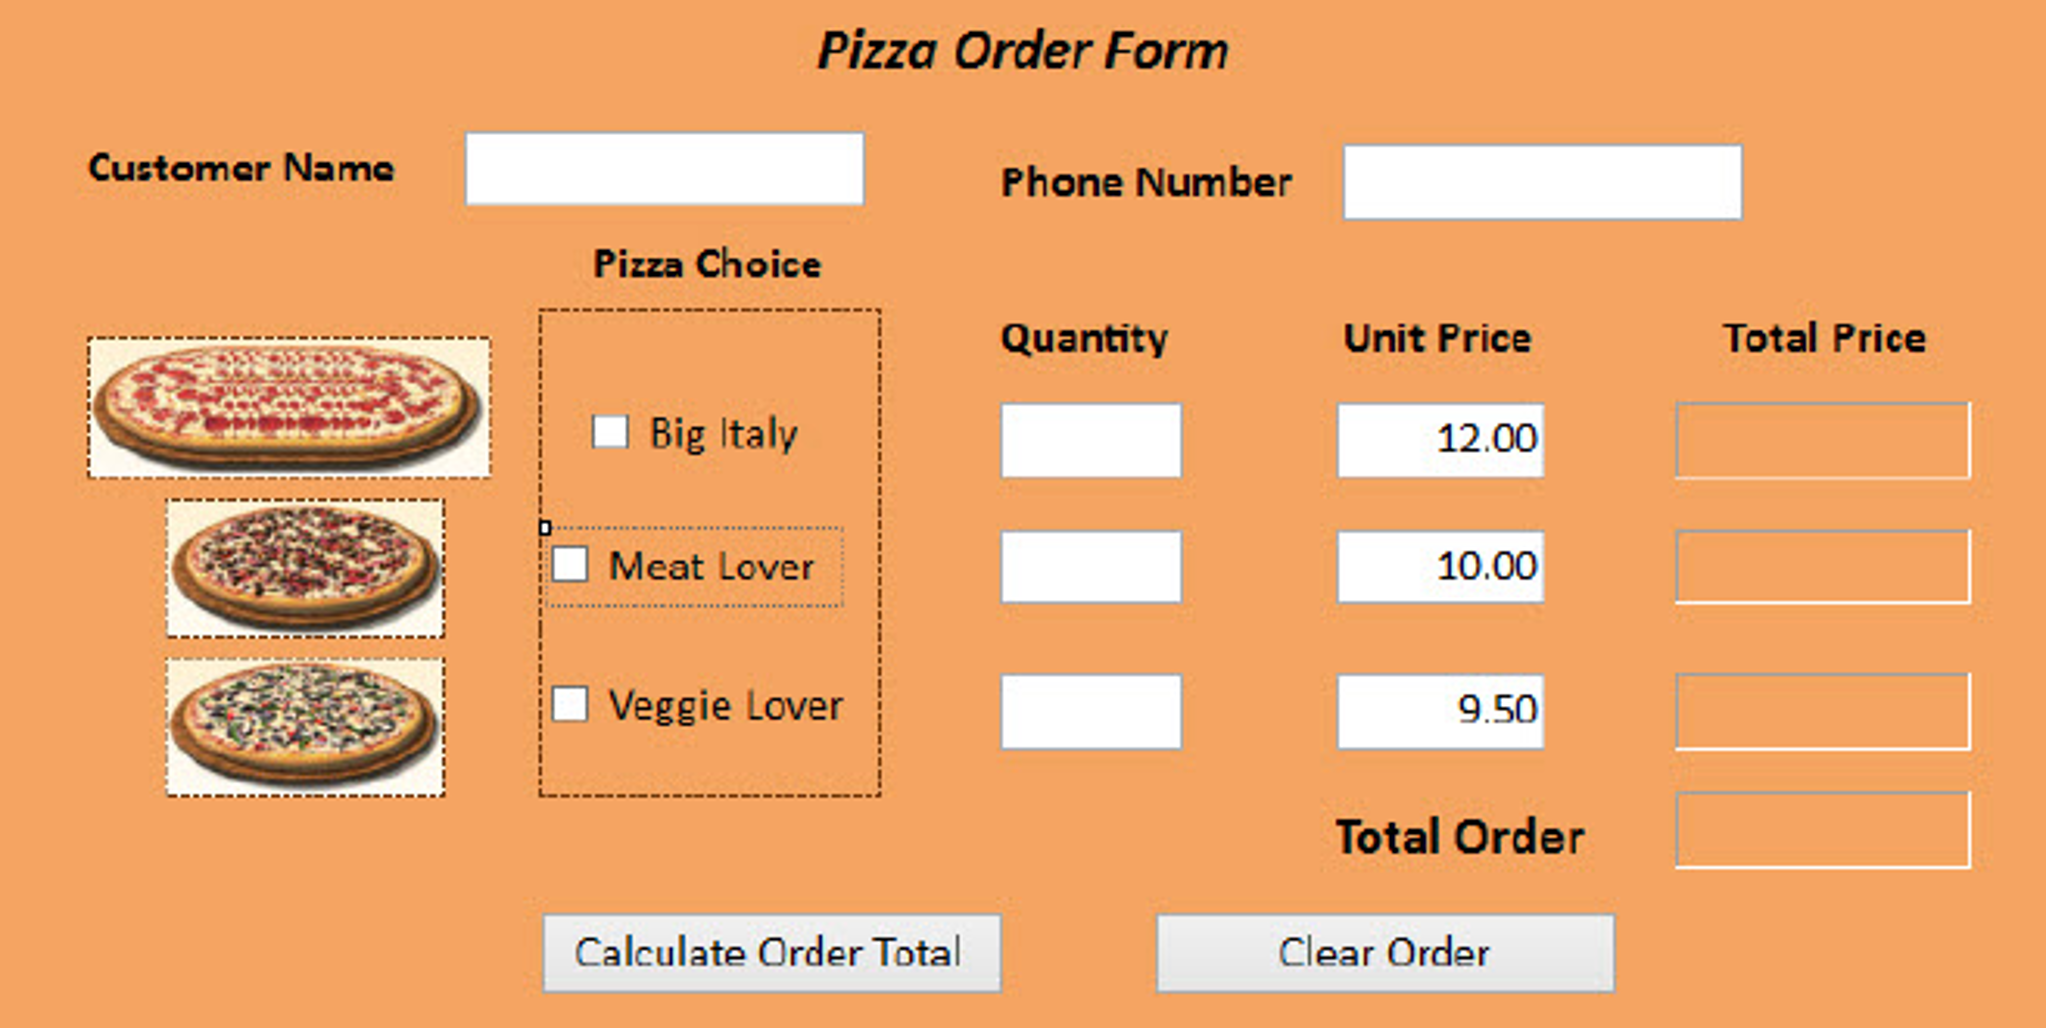 Pizza Order Form
Customer Name
Phone Number
Pizza Choice
Quantity Unit Price Total Price
Big Italy 12.00
Meat Lover 10.00
Veggie Lover 9.50
Total Order
Calculate Order Total Clear Order